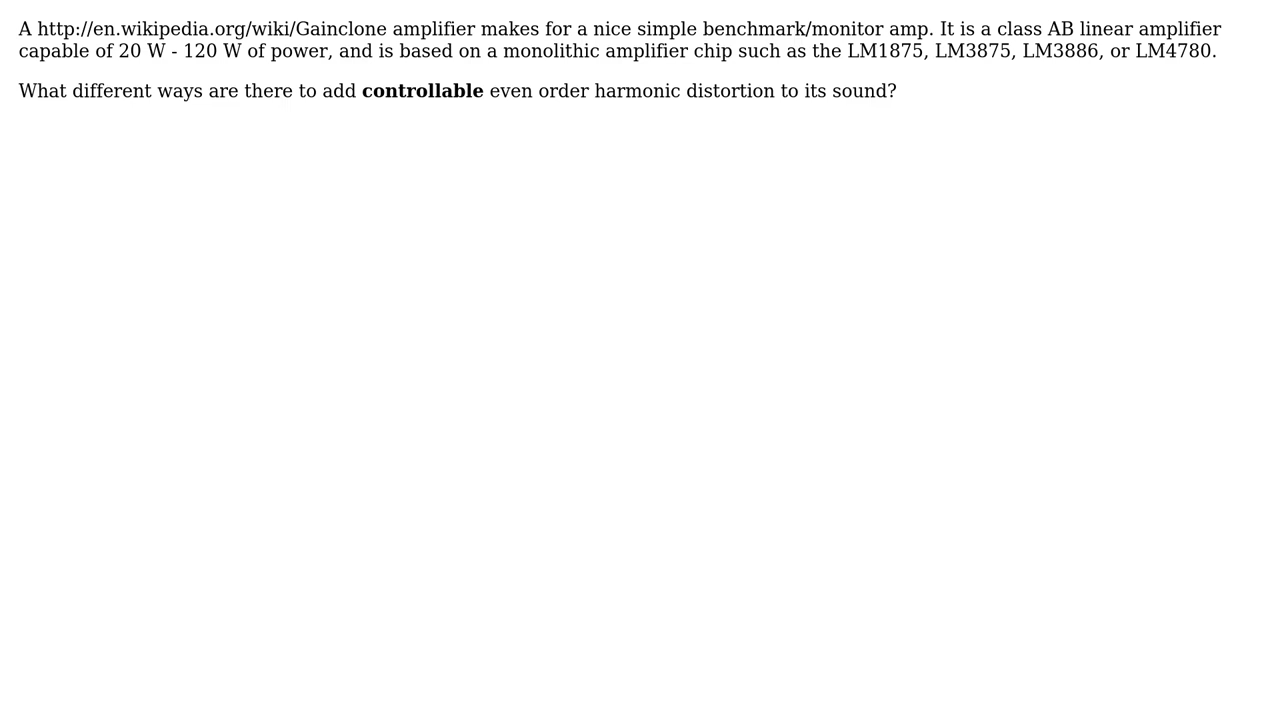 A http://en.wikipedia.org/wiki/Gainclone amplifier makes for a nice simple benchmark/monitor amp. It is a class AB linear amplifier
capable of 20 W - 120 W of power, and is based on a monolithic amplifier chip such as the LM1875, LM3875, LM3886, or LM4780.
What different ways are there to add controllable even order harmonic distortion to its sound?